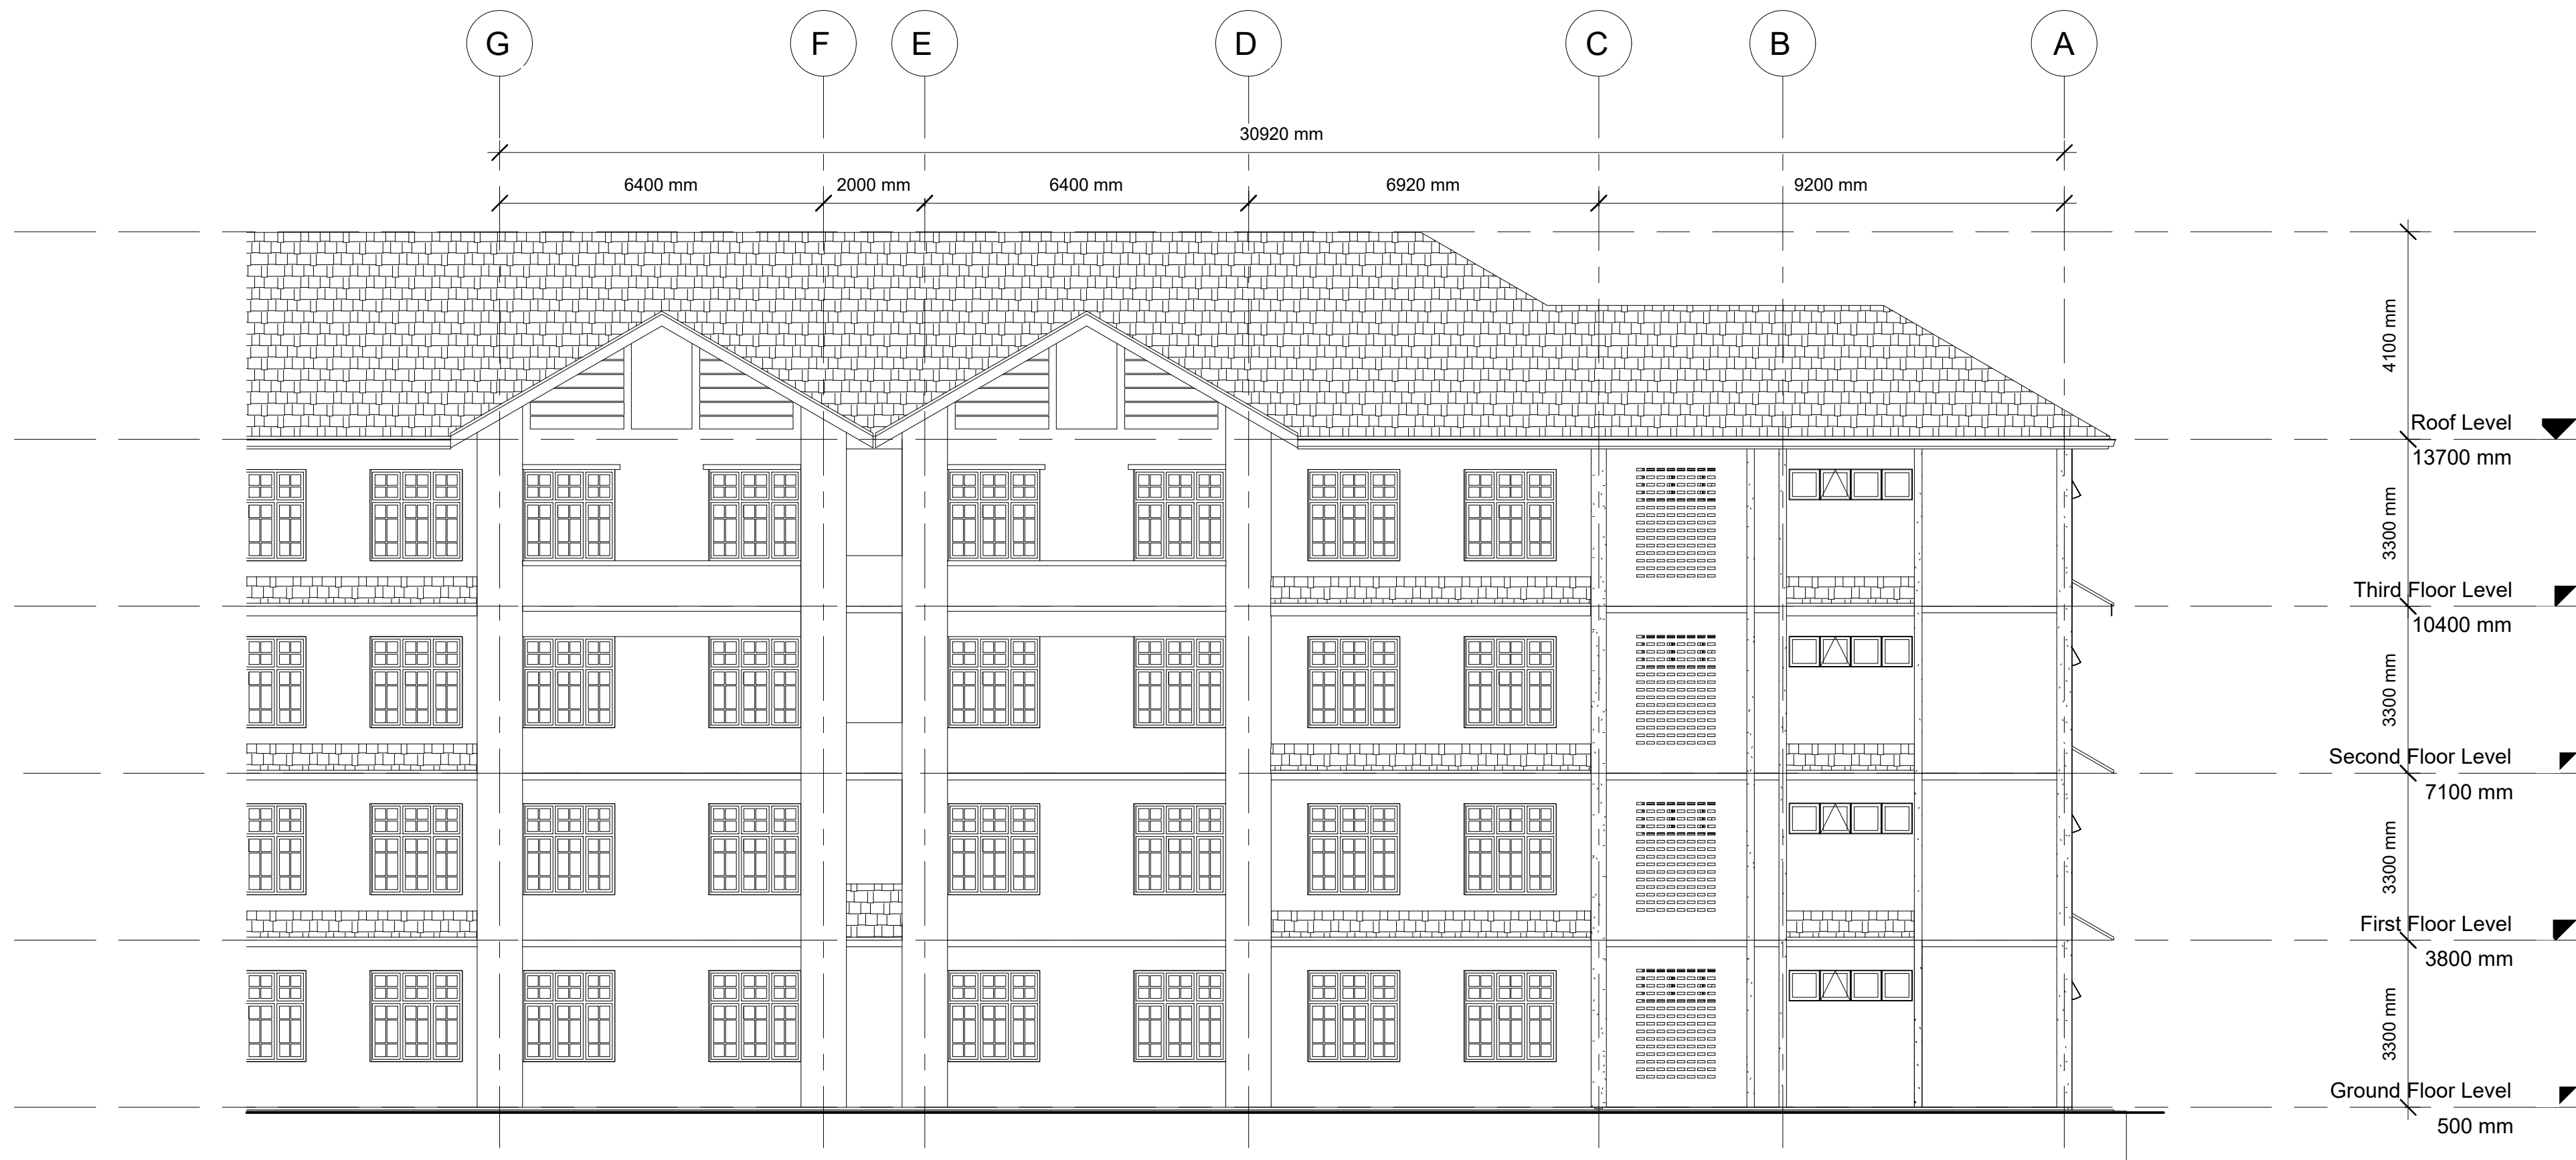 G F E D C B A
30920 mm
6400 mm 2000 mm 6400 mm 6920 mm 9200 mm
4100 mm
Roof Level
13700 mm
3300 mm
Third Floor Level
10400 mm
3300 mm
Second Floor Level
7100 mm
3300 mm
First Floor Level
3800 mm
3300 mm
Ground Floor Level
500 mm